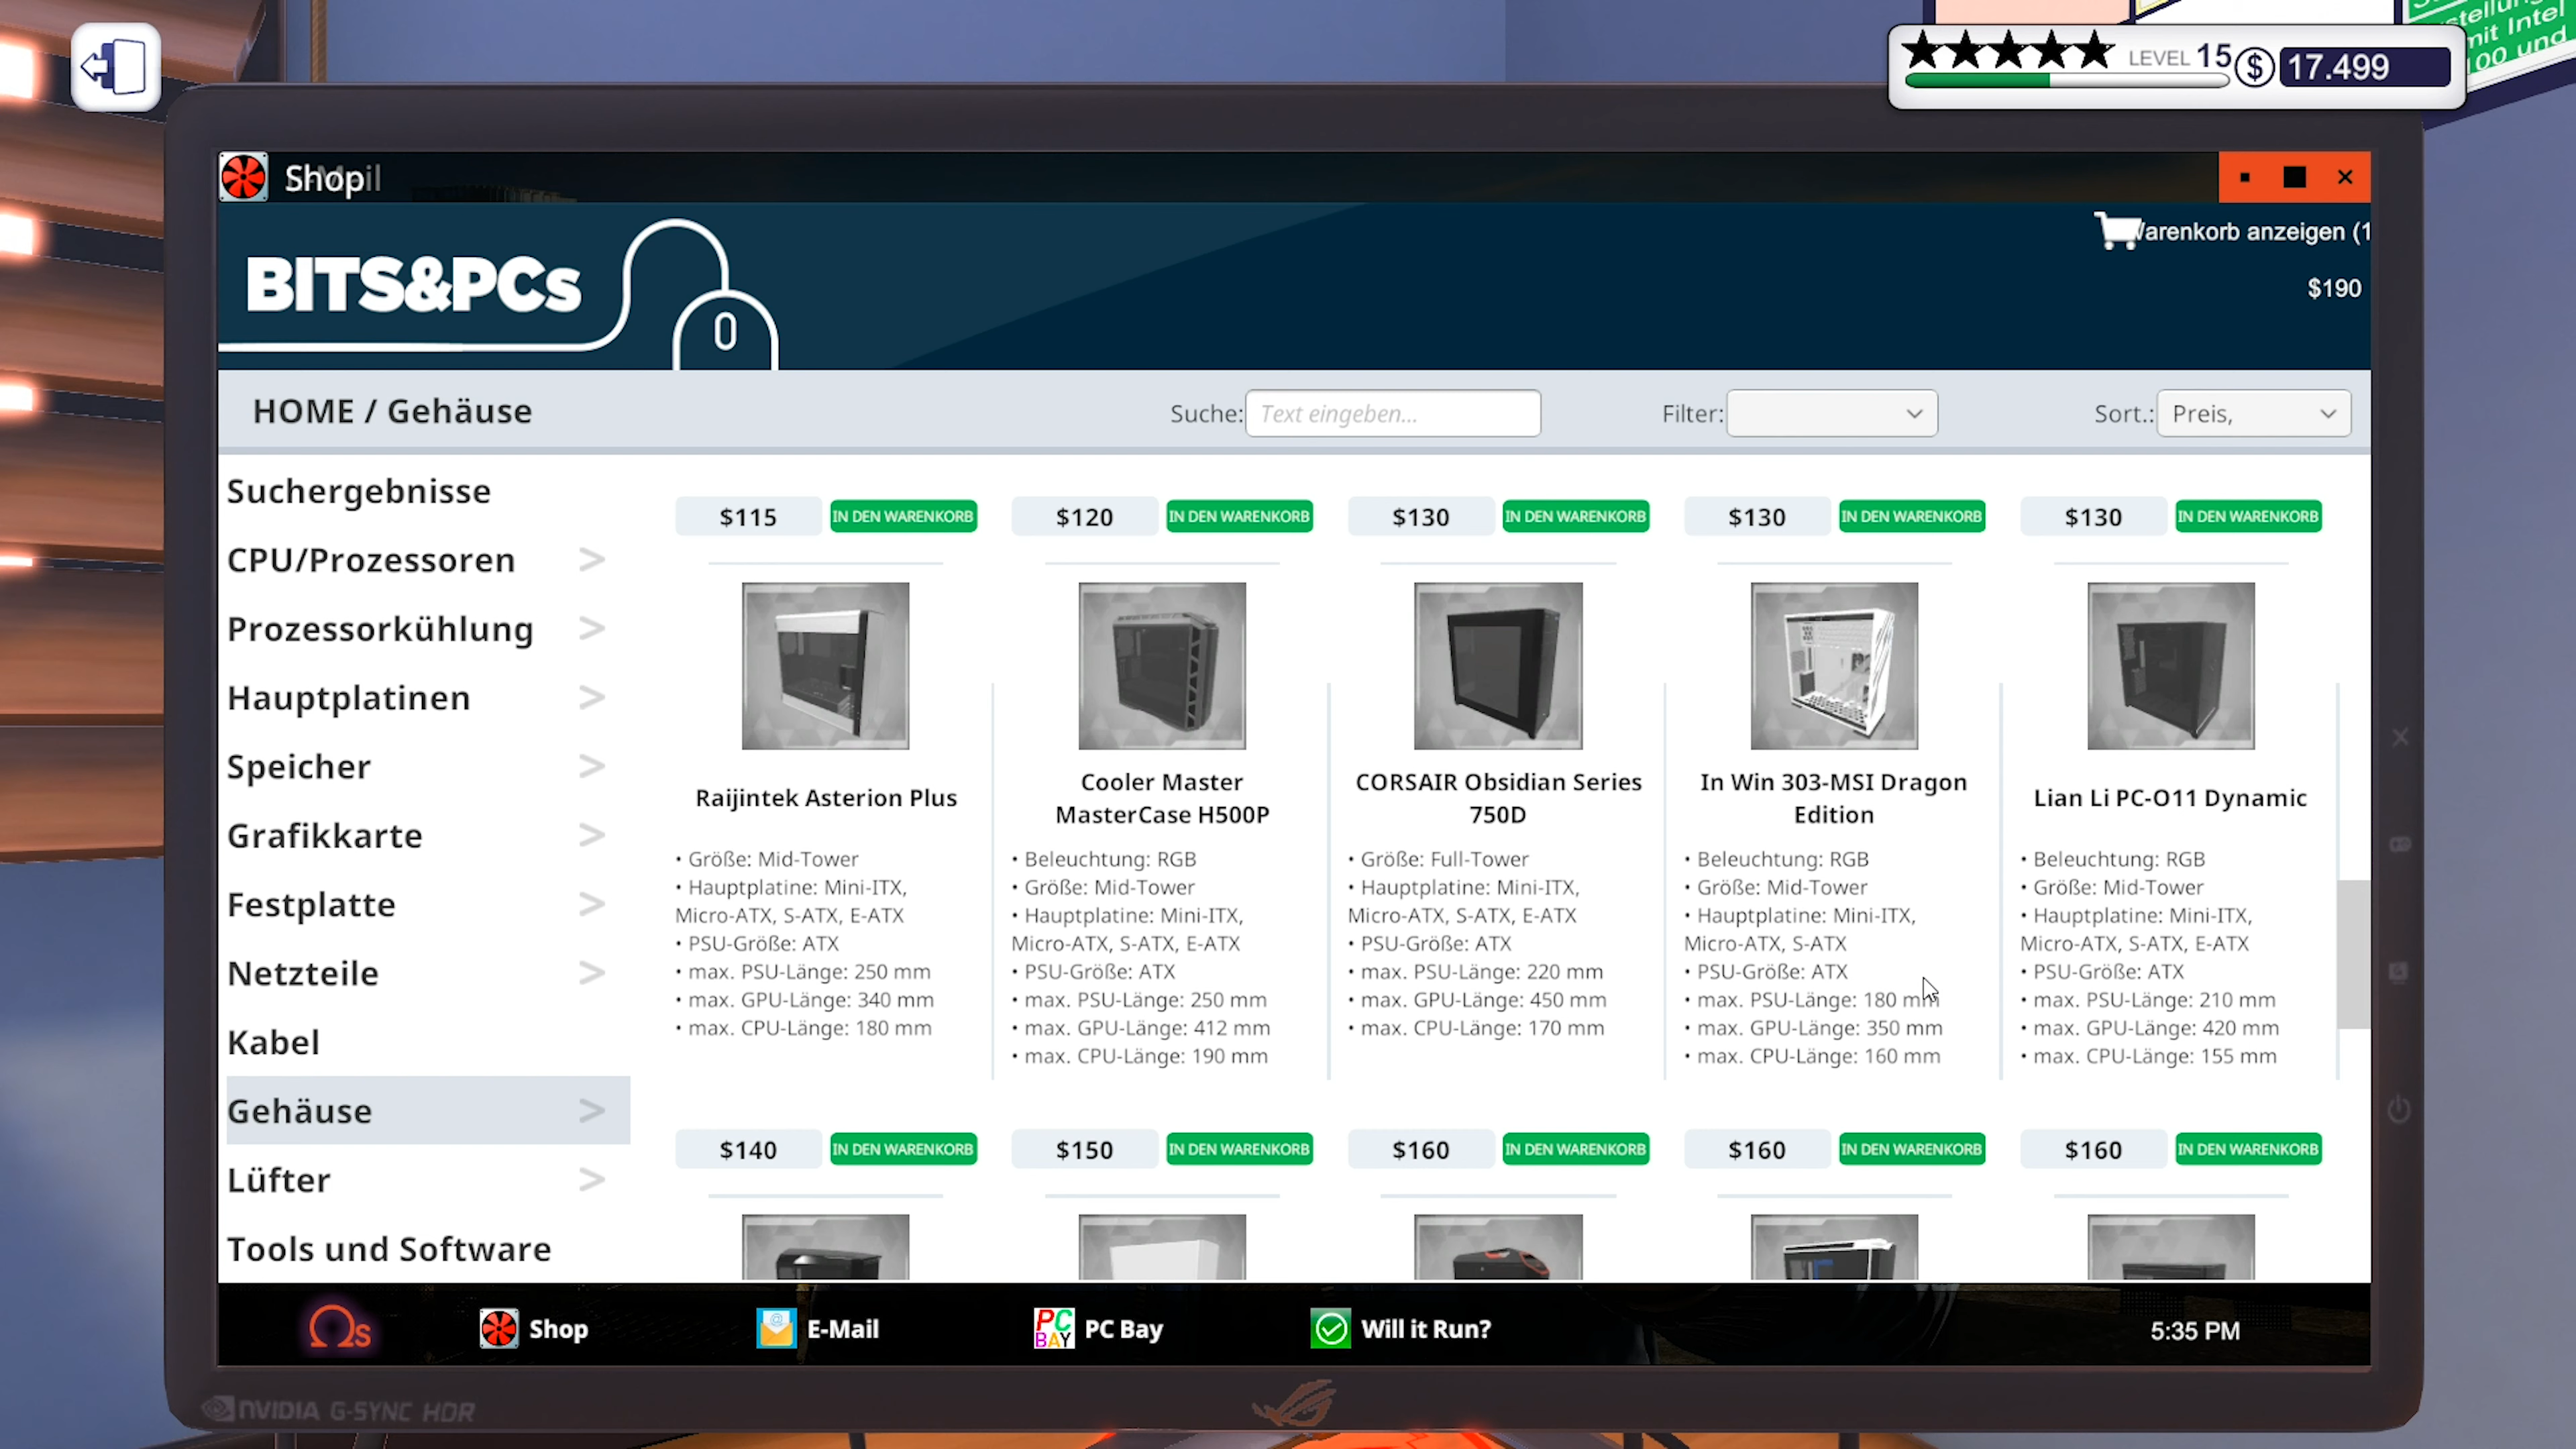 stellung
mit Intel
100 und
LEVEL 15
$ 17.499
Shop
arenkorb anzeigen (1
$190
BITS&PCs
HOME / Gehäuse
Suche: Text eingeben...
Filter:
Sort.: Preis,
Suchergebnisse
CPU/Prozessoren >
Prozessorkühlung >
Hauptplatinen >
Speicher >
Grafikkarte >
Festplatte >
Netzteile >
Kabel
Gehäuse >
Lüfter >
Tools und Software
$115 IN DEN WARENKORB
$120 IN DEN WARENKORB
$130 IN DEN WARENKORB
$130 IN DEN WARENKORB
$130 IN DEN WARENKORB
Raijintek Asterion Plus
• Größe: Mid-Tower
• Hauptplatine: Mini-ITX,
Micro-ATX, S-ATX, E-ATX
• PSU-Größe: ATX
• max. PSU-Länge: 250 mm
• max. GPU-Länge: 340 mm
• max. CPU-Länge: 180 mm
Cooler Master
MasterCase H500P
• Beleuchtung: RGB
• Größe: Mid-Tower
• Hauptplatine: Mini-ITX,
Micro-ATX, S-ATX, E-ATX
• PSU-Größe: ATX
• max. PSU-Länge: 250 mm
• max. GPU-Länge: 412 mm
• max. CPU-Länge: 190 mm
CORSAIR Obsidian Series
750D
• Größe: Full-Tower
• Hauptplatine: Mini-ITX,
Micro-ATX, S-ATX, E-ATX
• PSU-Größe: ATX
• max. PSU-Länge: 220 mm
• max. GPU-Länge: 450 mm
• max. CPU-Länge: 170 mm
In Win 303-MSI Dragon
Edition
• Beleuchtung: RGB
• Größe: Mid-Tower
• Hauptplatine: Mini-ITX,
Micro-ATX, S-ATX
• PSU-Größe: ATX
• max. PSU-Länge: 180 mm
• max. GPU-Länge: 350 mm
• max. CPU-Länge: 160 mm
Lian Li PC-O11 Dynamic
• Beleuchtung: RGB
• Größe: Mid-Tower
• Hauptplatine: Mini-ITX,
Micro-ATX, S-ATX, E-ATX
• PSU-Größe: ATX
• max. PSU-Länge: 210 mm
• max. GPU-Länge: 420 mm
• max. CPU-Länge: 155 mm
$140 IN DEN WARENKORB
$150 IN DEN WARENKORB
$160 IN DEN WARENKORB
$160 IN DEN WARENKORB
$160 IN DEN WARENKORB
Ωs
Shop
E-Mail
PC BAY PC Bay
Will it Run?
5:35 PM
NVIDIA G-SYNC HDR